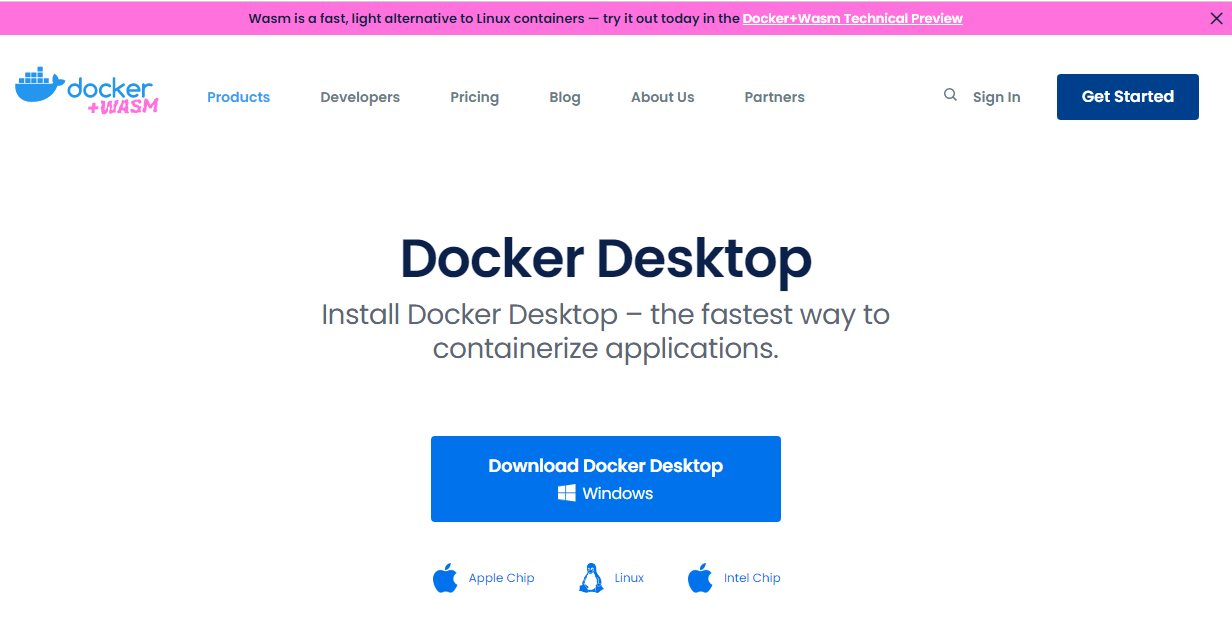 Wasm is a fast, light alternative to Linux containers — try it out today in the Docker+Wasm Technical Preview
docker
+WASM
Products
Developers
Pricing
Blog
About Us
Partners
Sign In
Get Started
Docker Desktop
Install Docker Desktop – the fastest way to
containerize applications.
Download Docker Desktop
Windows
Apple Chip
Linux
Intel Chip